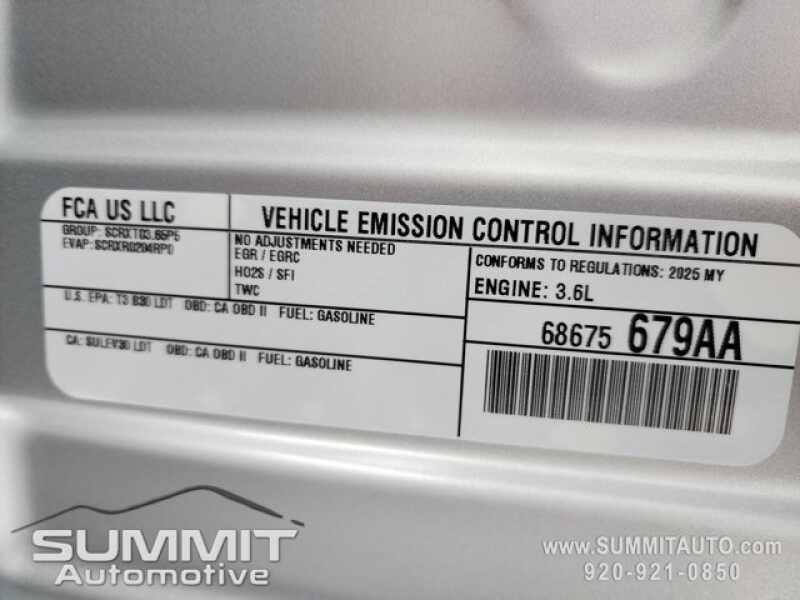 FCA US LLC
VEHICLE EMISSION CONTROL INFORMATION
GROUP: SCRXT03.65P5
EVAP: SCRXR0204RP0
NO ADJUSTMENTS NEEDED
EGR / EGRC
HO2S / SFI
TWC
CONFORMS TO REGULATIONS: 2025 MY
ENGINE: 3.6L
U.S. EPA: T3 B30 LDT OBD: CA OBD II FUEL: GASOLINE
CA: SULEV30 LDT OBD: CA OBD II FUEL: GASOLINE
68675 679AA
SUMMIT
Automotive
www.SUMMITAUTO.com
920-921-0850